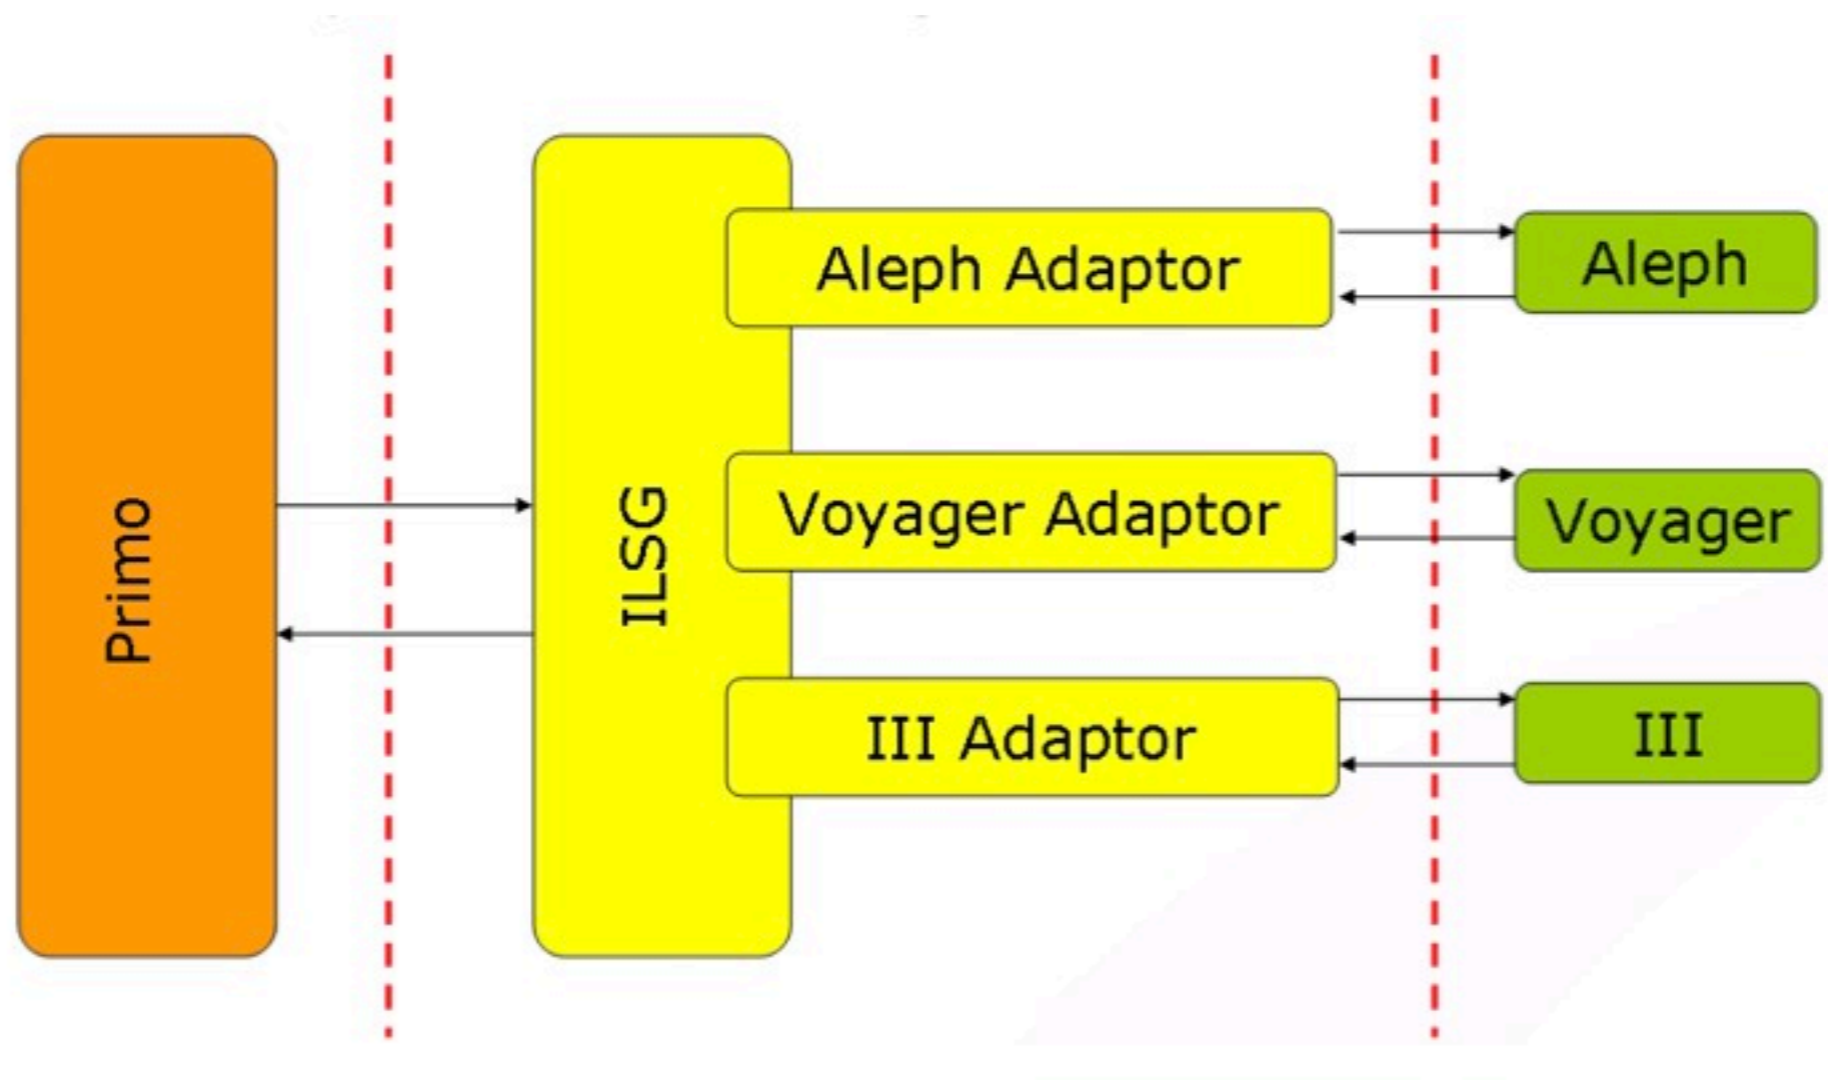 Primo
ILSG
Aleph Adaptor
Aleph
Voyager Adaptor
Voyager
III Adaptor
III